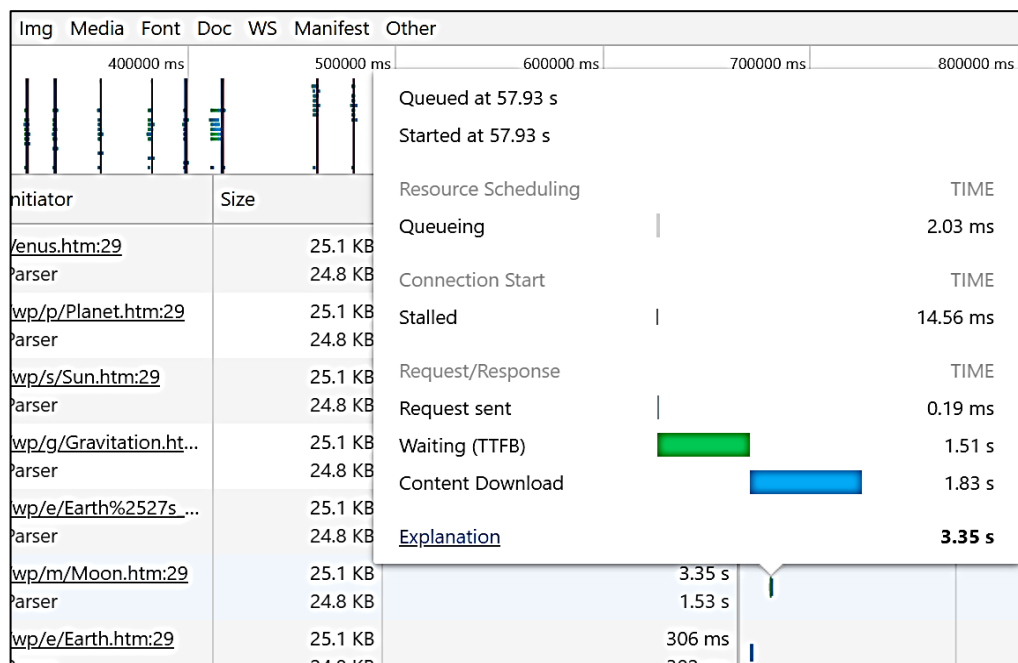 Img Media Font Doc WS Manifest Other
400000 ms 500000 ms 600000 ms 700000 ms 800000 ms
Queued at 57.93 s
Started at 57.93 s
Resource Scheduling TIME
Queueing 2.03 ms
Connection Start TIME
Stalled 14.56 ms
Request/Response TIME
Request sent 0.19 ms
Waiting (TTFB) 1.51 s
Content Download 1.83 s
Explanation 3.35 s
nitiator Size
/enus.htm:29 25.1 KB
Parser 24.8 KB
wp/p/Planet.htm:29 25.1 KB
Parser 24.8 KB
wp/s/Sun.htm:29 25.1 KB
Parser 24.8 KB
wp/g/Gravitation.ht... 25.1 KB
Parser 24.8 KB
wp/e/Earth%2527s_... 25.1 KB
Parser 24.8 KB
wp/m/Moon.htm:29 25.1 KB 3.35 s
Parser 24.8 KB 1.53 s
wp/e/Earth.htm:29 25.1 KB 306 ms